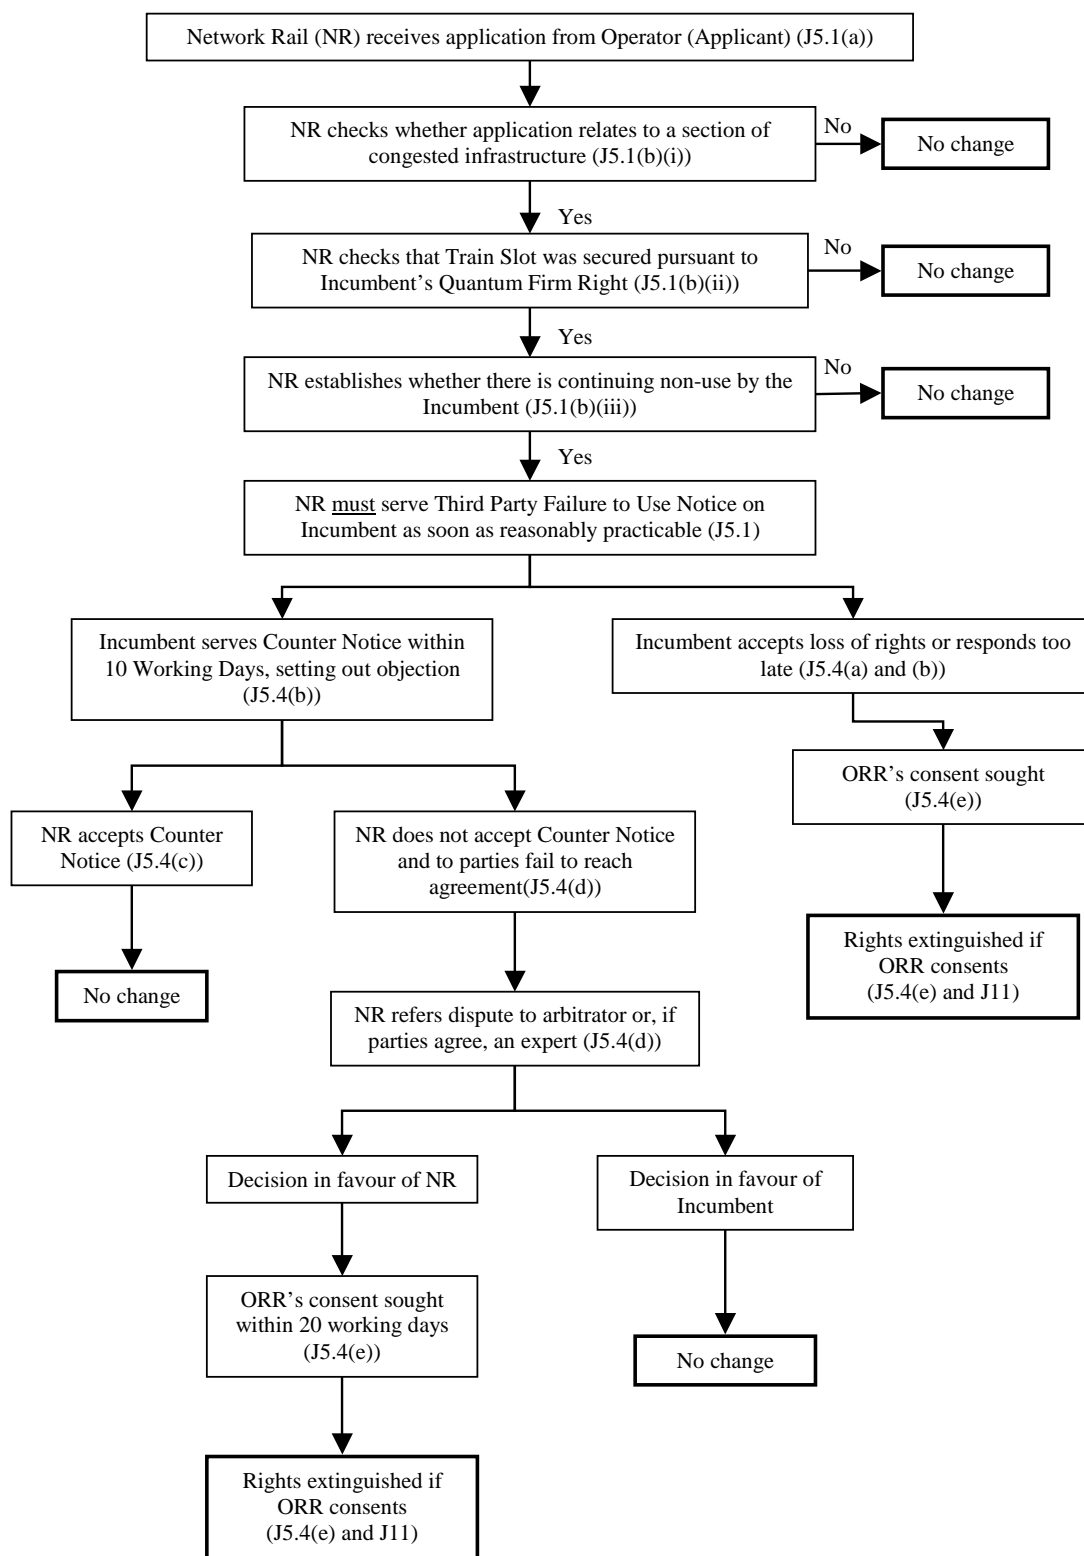 Network Rail (NR) receives application from Operator (Applicant) (J5.1(a))
NR checks whether application relates to a section of
congested infrastructure (J5.1(b)(i))
No
No change
Yes
NR checks that Train Slot was secured pursuant to
Incumbent's Quantum Firm Right (J5.1(b)(ii))
No
No change
Yes
NR establishes whether there is continuing non-use by the
Incumbent (J5.1(b)(iii))
No
No change
Yes
NR must serve Third Party Failure to Use Notice on
Incumbent as soon as reasonably practicable (J5.1)
Incumbent serves Counter Notice within
10 Working Days, setting out objection
(J5.4(b))
Incumbent accepts loss of rights or responds too
late (J5.4(a) and (b))
ORR's consent sought
(J5.4(e))
NR accepts Counter
Notice (J5.4(c))
NR does not accept Counter Notice
and to parties fail to reach
agreement(J5.4(d))
Rights extinguished if
ORR consents
(J5.4(e) and J11)
No change
NR refers dispute to arbitrator or, if
parties agree, an expert (J5.4(d))
Decision in favour of NR
Decision in favour of
Incumbent
ORR's consent sought
within 20 working days
(J5.4(e))
No change
Rights extinguished if
ORR consents
(J5.4(e) and J11)